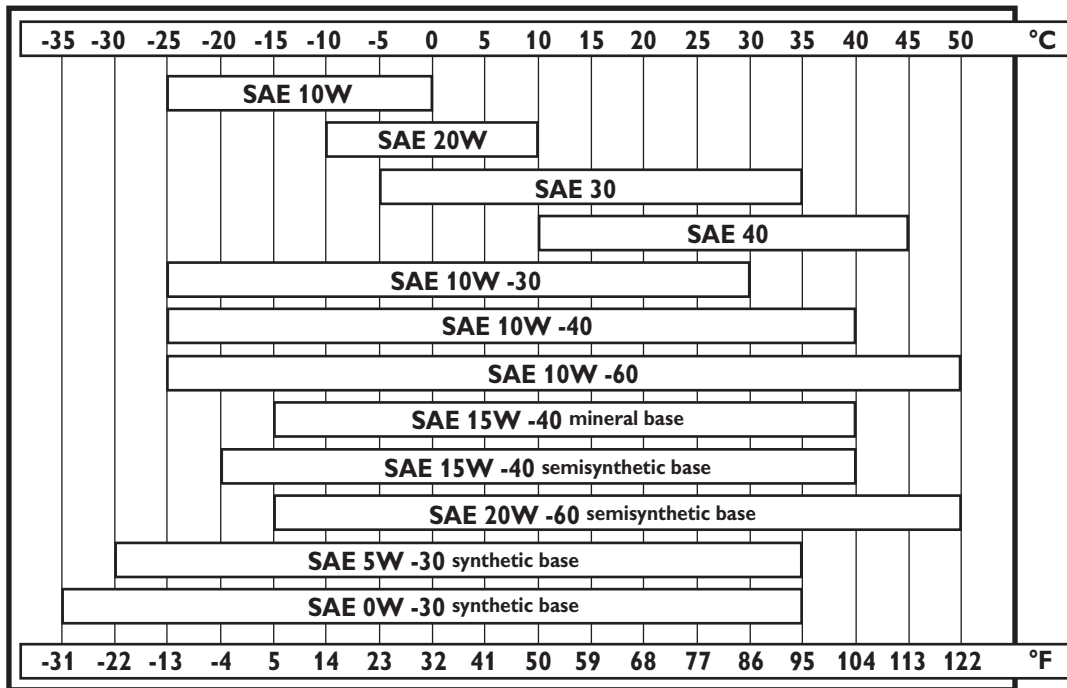 -35 -30 -25 -20 -15 -10 -5 0 5 10 15 20 25 30 35 40 45 50 °C
SAE 10W
SAE 20W
SAE 30
SAE 40
SAE 10W -30
SAE 10W -40
SAE 10W -60
SAE 15W -40 mineral base
SAE 15W -40 semisynthetic base
SAE 20W -60 semisynthetic base
SAE 5W -30 synthetic base
SAE 0W -30 synthetic base
-31 -22 -13 -4 5 14 23 32 41 50 59 68 77 86 95 104 113 122 °F